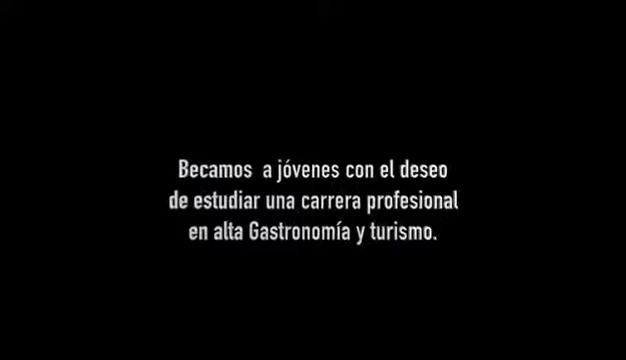 Becamos a jóvenes con el deseo
de estudiar una carrera profesional
en alta Gastronomía y turismo.